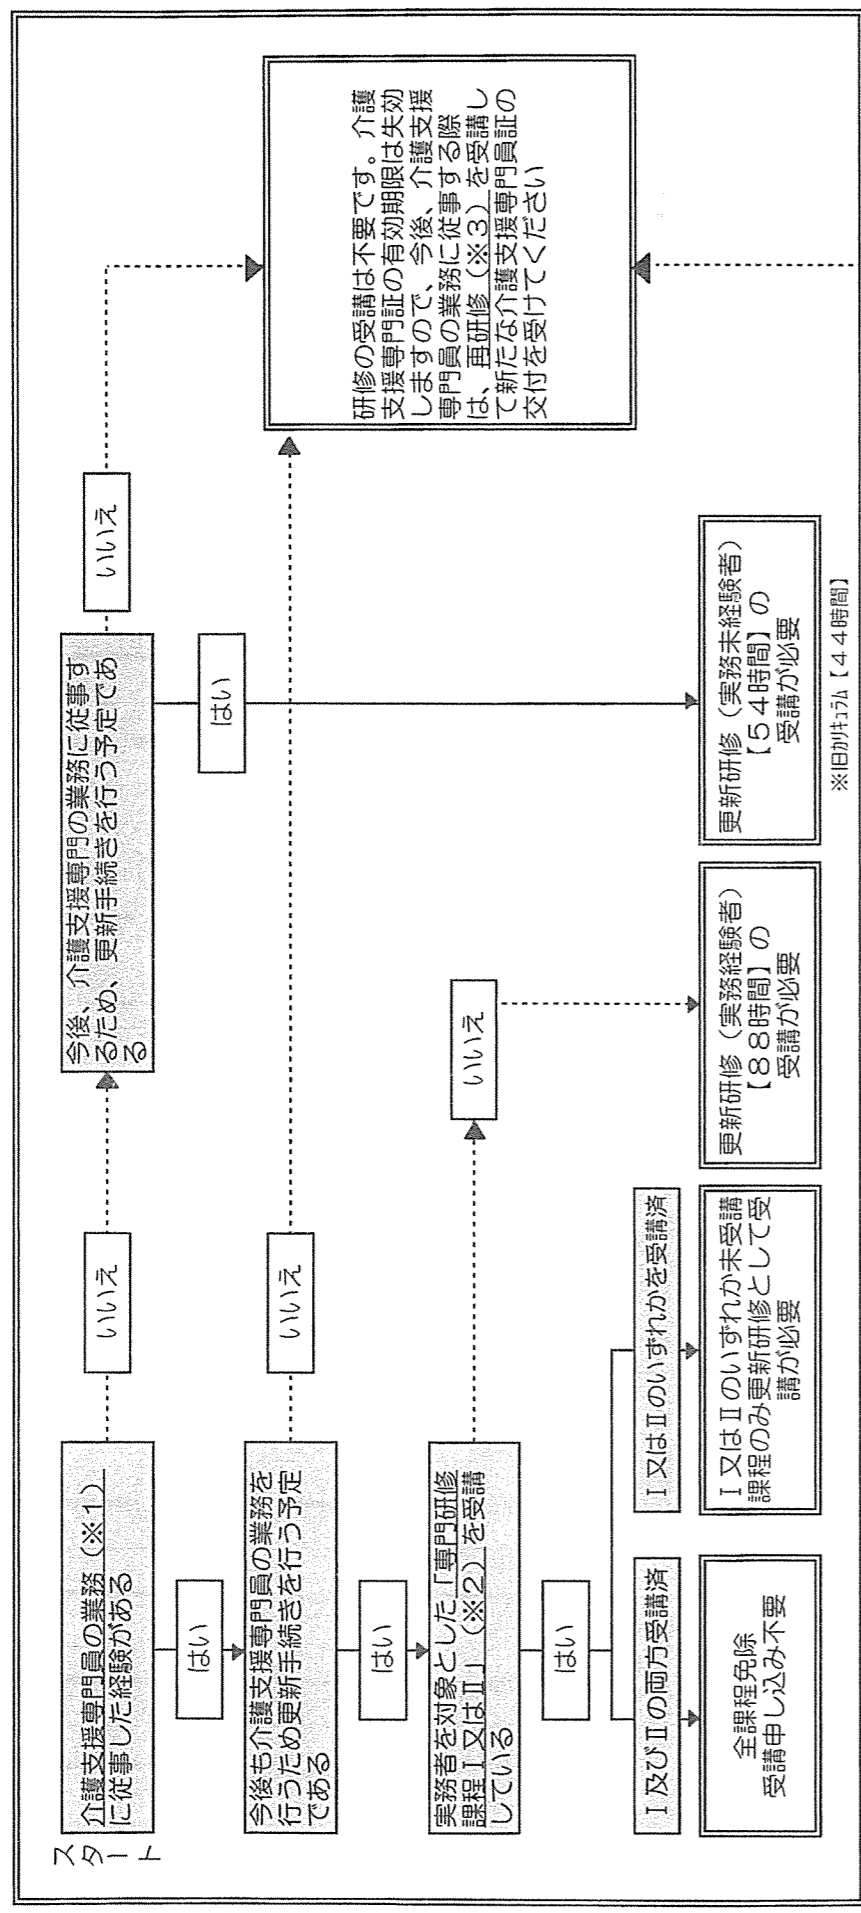 スタート
介護支援専門員の業務（※１）
に従事した経験がある
いいえ
今後、介護支援専門の業務に従事す
るため、更新手続きを行う予定であ
る
いいえ
はい
はい
今後も介護支援専門員の業務を
行うため更新手続きを行う予定
である
いいえ
研修の受講は不要です。介護
支援専門証の有効期限は失効
しますので、今後、介護支援
専門員の業務に従事する際
は、再研修（※３）を受講し
て新たな介護支援専門員証の
交付を受けてください
はい
実務者を対象とした「専門研修
課程Ⅰ又はⅡ」（※２）を受講
している
いいえ
はい
Ⅰ及びⅡの両方受講済
Ⅰ又はⅡのいずれかを受講済
全課程免除
受講申し込み不要
Ⅰ又はⅡのいずれか未受講
課程のみ更新研修として受
講が必要
更新研修（実務経験者）
【８８時間】の
受講が必要
更新研修（実務未経験者）
【５４時間】の
受講が必要
※旧ｶﾘｷｭﾗﾑ【４４時間】